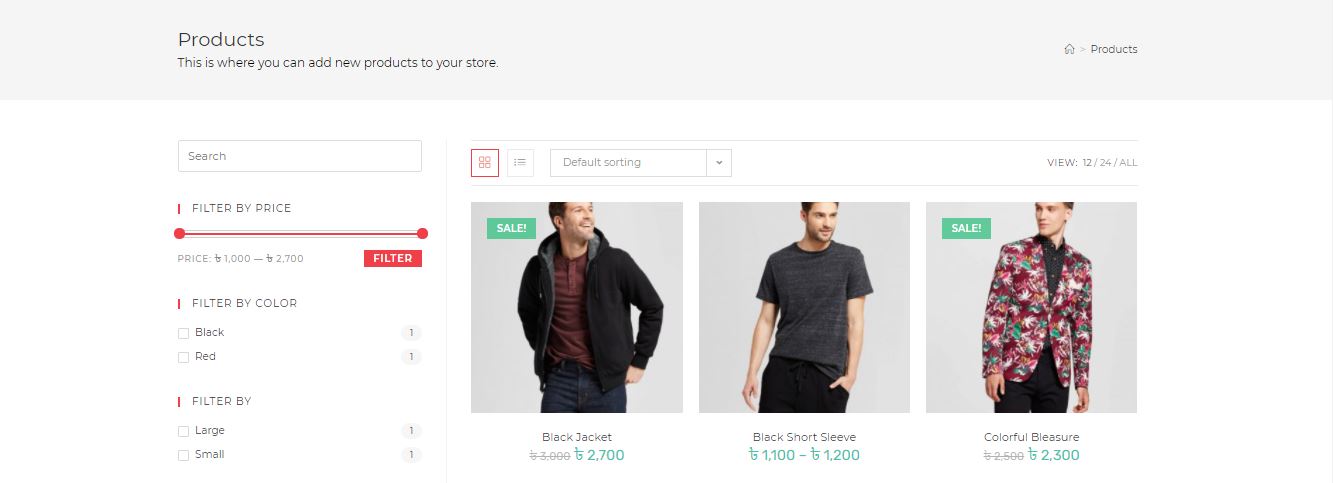 Products
This is where you can add new products to your store.
> Products
Search
FILTER BY PRICE
PRICE: ৳ 1,000 — ৳ 2,700
FILTER
FILTER BY COLOR
Black 1
Red 1
FILTER BY
Large 1
Small 1
Default sorting
VIEW: 12 / 24 / ALL
SALE!
SALE!
Black Jacket
৳ 3,000 ৳ 2,700
Black Short Sleeve
৳ 1,100 – ৳ 1,200
Colorful Bleasure
৳ 2,500 ৳ 2,300